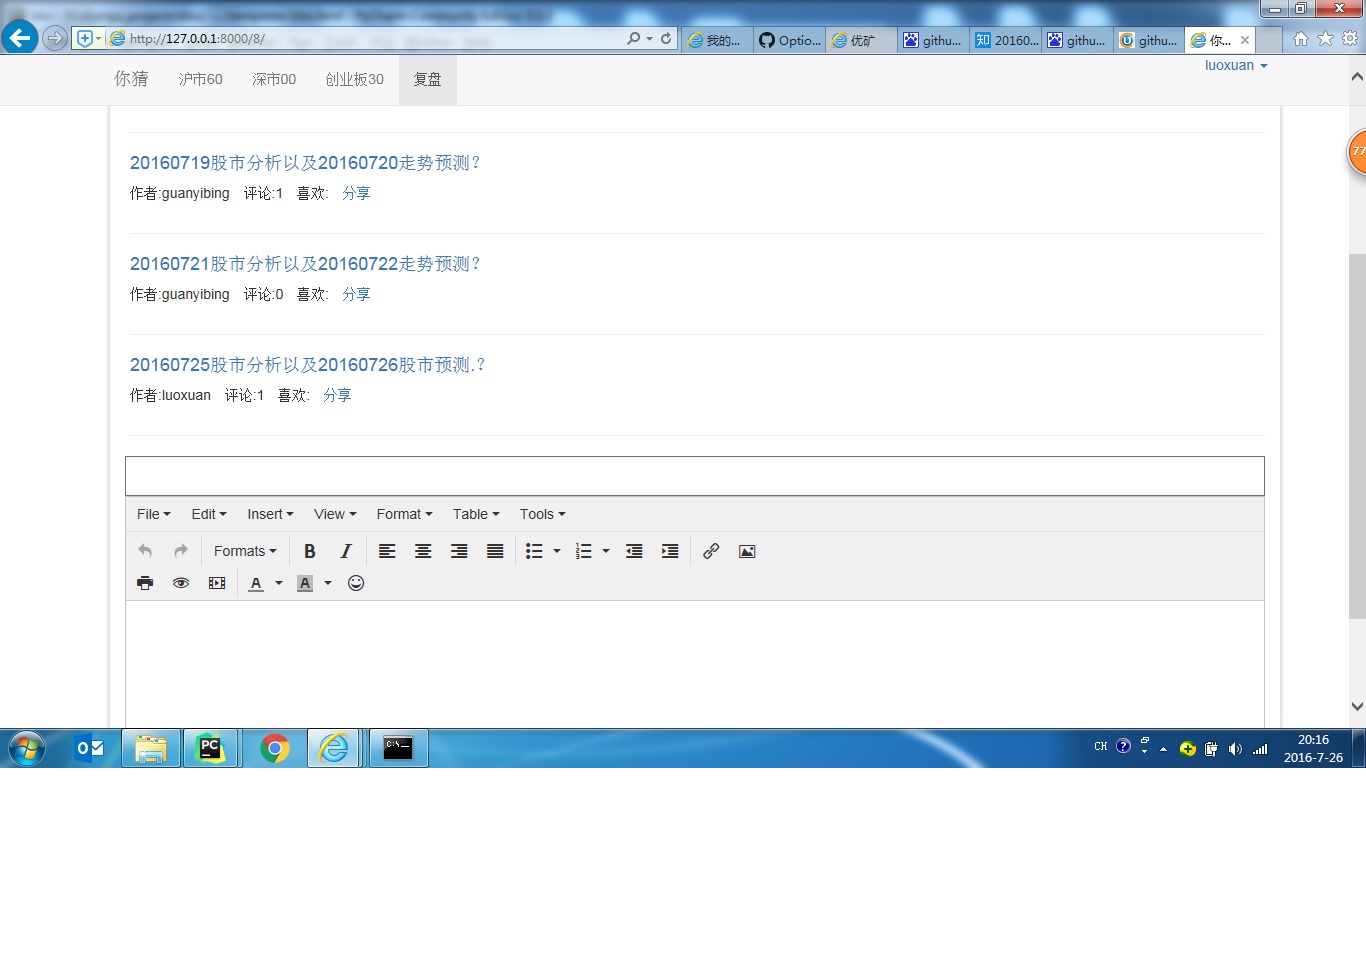 http://127.0.0.1:8000/8/
我的...
Optio...
优矿
githu...
知 20160...
githu...
githu...
你...
你猜 沪市60 深市00 创业板30 复盘 luoxuan
77
20160719股市分析以及20160720走势预测?
作者:guanyibing 评论:1 喜欢: 分享
20160721股市分析以及20160722走势预测?
作者:guanyibing 评论:0 喜欢: 分享
20160725股市分析以及20160726股市预测.?
作者:luoxuan 评论:1 喜欢: 分享
File Edit Insert View Format Table Tools
Formats B I
A A
PC
C:\
CH
20:16
2016-7-26